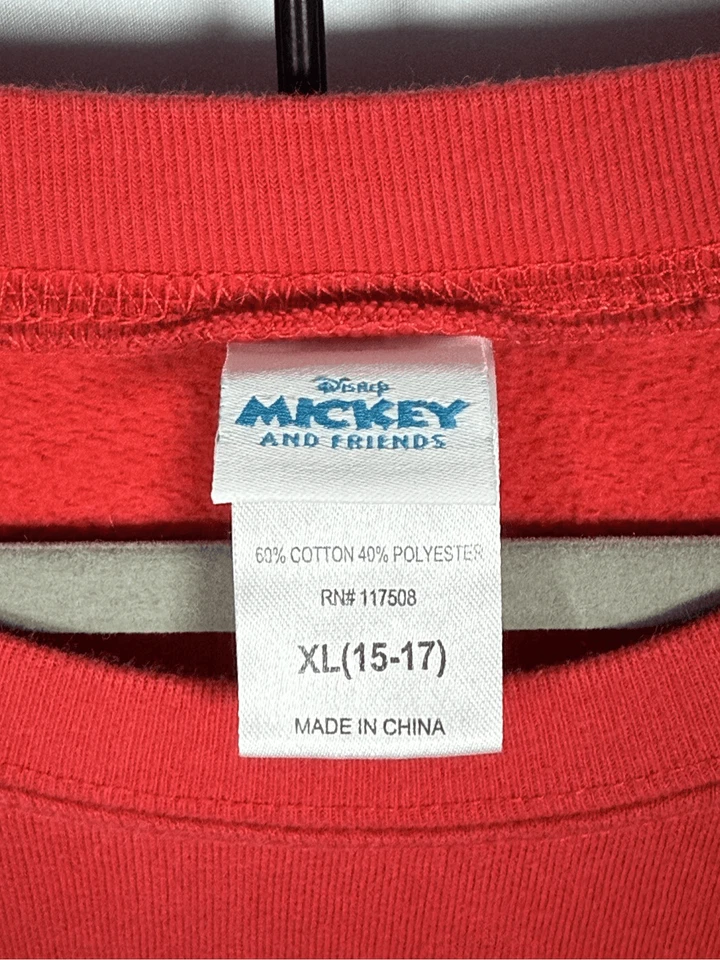 Disney
MICKEY
AND FRIENDS
60% COTTON 40% POLYESTER
RN# 117508
XL(15-17)
MADE IN CHINA